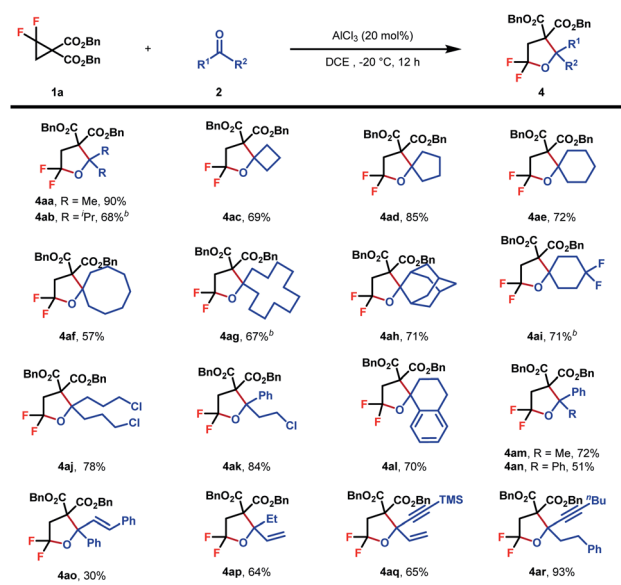 F F CO₂Bn CO₂Bn
1a
+
O R¹ R²
2
AlCl₃ (20 mol%)
DCE , -20 °C, 12 h
BnO₂C CO₂Bn R¹ R² O F F
4
BnO₂C CO₂Bn R R O F F
4aa, R = Me, 90%
4ab, R = ⁱPr, 68%ᵇ
BnO₂C CO₂Bn O F F
4ac, 69%
BnO₂C CO₂Bn O F F
4ad, 85%
BnO₂C CO₂Bn O F F
4ae, 72%
BnO₂C CO₂Bn O F F
4af, 57%
BnO₂C CO₂Bn O F F
4ag, 67%ᵇ
BnO₂C CO₂Bn O F F
4ah, 71%
BnO₂C CO₂Bn F F O F F
4ai, 71%ᵇ
BnO₂C CO₂Bn Cl Cl O F F
4aj, 78%
BnO₂C CO₂Bn Ph Cl O F F
4ak, 84%
BnO₂C CO₂Bn O F F
4al, 70%
BnO₂C CO₂Bn Ph R O F F
4am, R = Me, 72%
4an, R = Ph, 51%
BnO₂C CO₂Bn Ph Ph O F F
4ao, 30%
BnO₂C CO₂Bn Et O F F
4ap, 64%
BnO₂C CO₂Bn TMS O F F
4aq, 65%
BnO₂C CO₂Bn ⁿBu Ph O F F
4ar, 93%